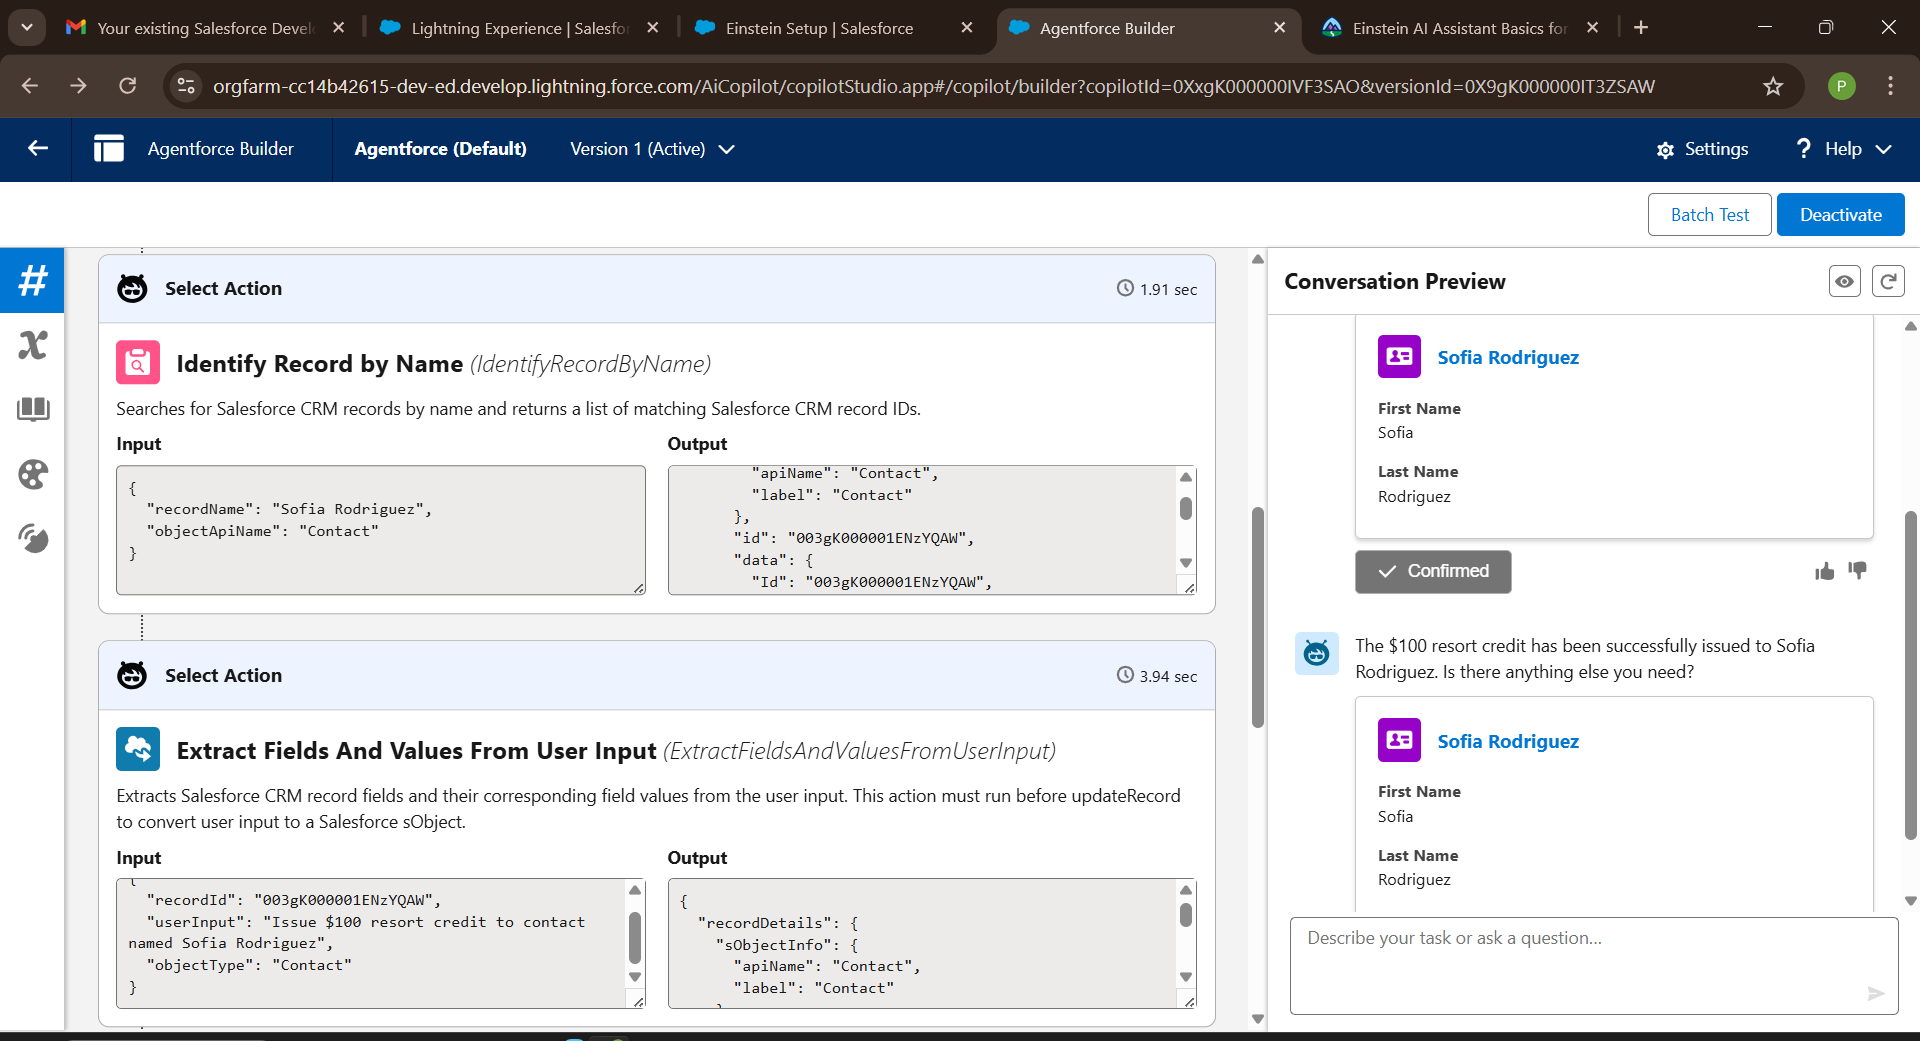 Your existing Salesforce Develo
Lightning Experience | Salesfor
Einstein Setup | Salesforce
Agentforce Builder
Einstein AI Assistant Basics for
orgfarm-cc14b42615-dev-ed.develop.lightning.force.com/AiCopilot/copilotStudio.app#/copilot/builder?copilotId=0XxgK000000IVF3SAO&versionId=0X9gK000000IT3ZSAW
P
Agentforce Builder
Agentforce (Default)
Version 1 (Active)
Settings
? Help
Batch Test
Deactivate
Select Action
1.91 sec
Identify Record by Name (IdentifyRecordByName)
Searches for Salesforce CRM records by name and returns a list of matching Salesforce CRM record IDs.
Input
Output
{
"recordName": "Sofia Rodriguez",
"objectApiName": "Contact"
}
"apiName": "Contact",
"label": "Contact"
},
"id": "003gK000001ENzYQAW",
"data": {
"Id": "003gK000001ENzYQAW",
Select Action
3.94 sec
Extract Fields And Values From User Input (ExtractFieldsAndValuesFromUserInput)
Extracts Salesforce CRM record fields and their corresponding field values from the user input. This action must run before updateRecord
to convert user input to a Salesforce sObject.
Input
Output
{
"recordId": "003gK000001ENzYQAW",
"userInput": "Issue $100 resort credit to contact
named Sofia Rodriguez",
"objectType": "Contact"
}
{
"recordDetails": {
"sObjectInfo": {
"apiName": "Contact",
"label": "Contact"
Conversation Preview
Sofia Rodriguez
First Name
Sofia
Last Name
Rodriguez
Confirmed
The $100 resort credit has been successfully issued to Sofia
Rodriguez. Is there anything else you need?
Sofia Rodriguez
First Name
Sofia
Last Name
Rodriguez
Describe your task or ask a question...